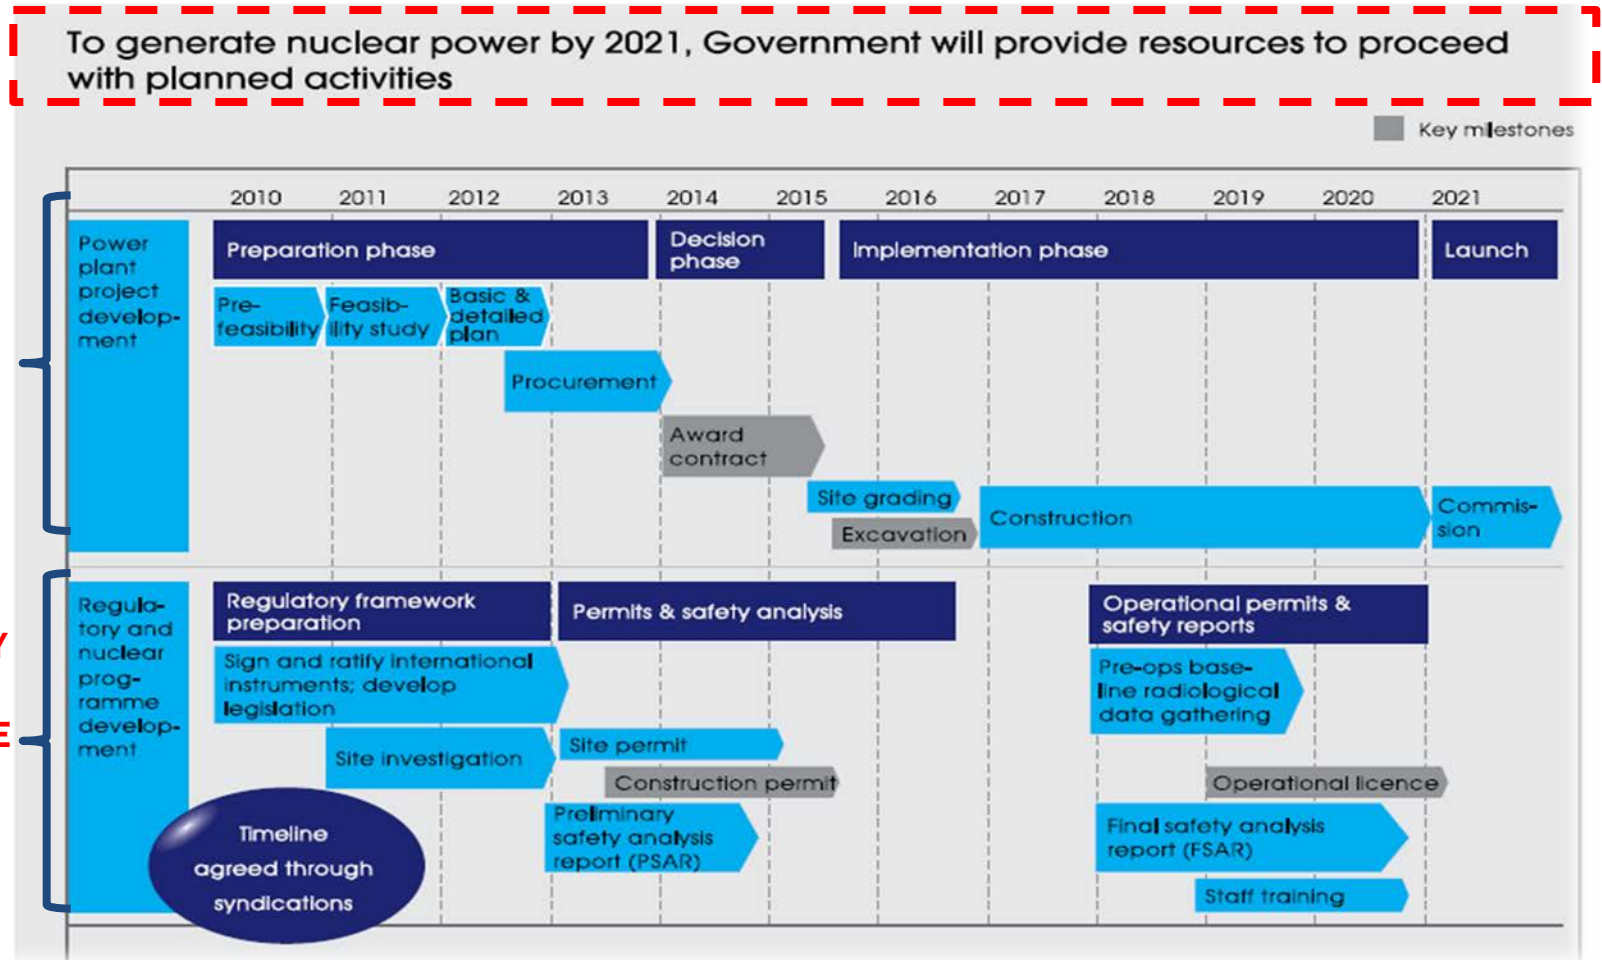 To generate nuclear power by 2021, Government will provide resources to proceed
with planned activities
Key milestones
2010 2011 2012 2013 2014 2015 2016 2017 2018 2019 2020 2021
Power
plant
project
develop-
ment
Preparation phase
Decision
phase
Implementation phase
Launch
Pre-
feasibility
Feasib-
ility study
Basic &
detailed
plan
Procurement
Award
contract
Site grading
Excavation
Construction
Commis-
sion
Regula-
tory and
nuclear
prog-
ramme
develop-
ment
Regulatory framework
preparation
Permits & safety analysis
Operational permits &
safety reports
Sign and ratify international
instruments; develop
legislation
Pre-ops base-
line radiological
data gathering
Site investigation
Site permit
Construction permit
Operational licence
Preliminary
safety analysis
report (PSAR)
Final safety analysis
report (FSAR)
Staff training
Timeline
agreed through
syndications
Y
E